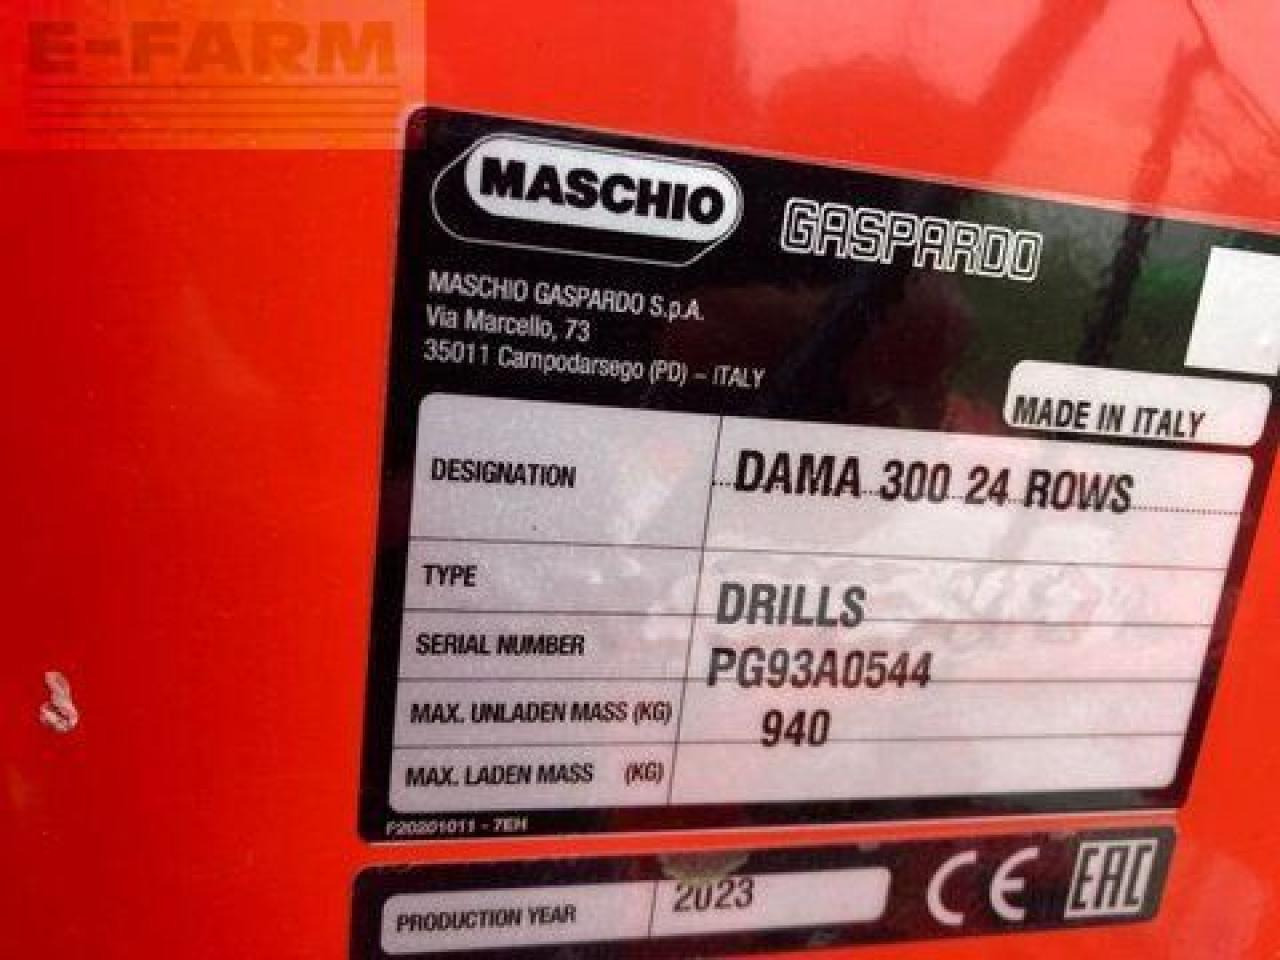 E-FARM
MASCHIO
GASPARDO
MASCHIO GASPARDO S.p.A.
Via Marcello, 73
35011 Campodarsego (PD) – ITALY
MADE IN ITALY
DESIGNATION DAMA 300 24 ROWS
TYPE DRILLS
SERIAL NUMBER PG93A0544
MAX. UNLADEN MASS (KG) 940
MAX. LADEN MASS (KG)
F20201011 - 7EH
PRODUCTION YEAR 2023
CE EAC